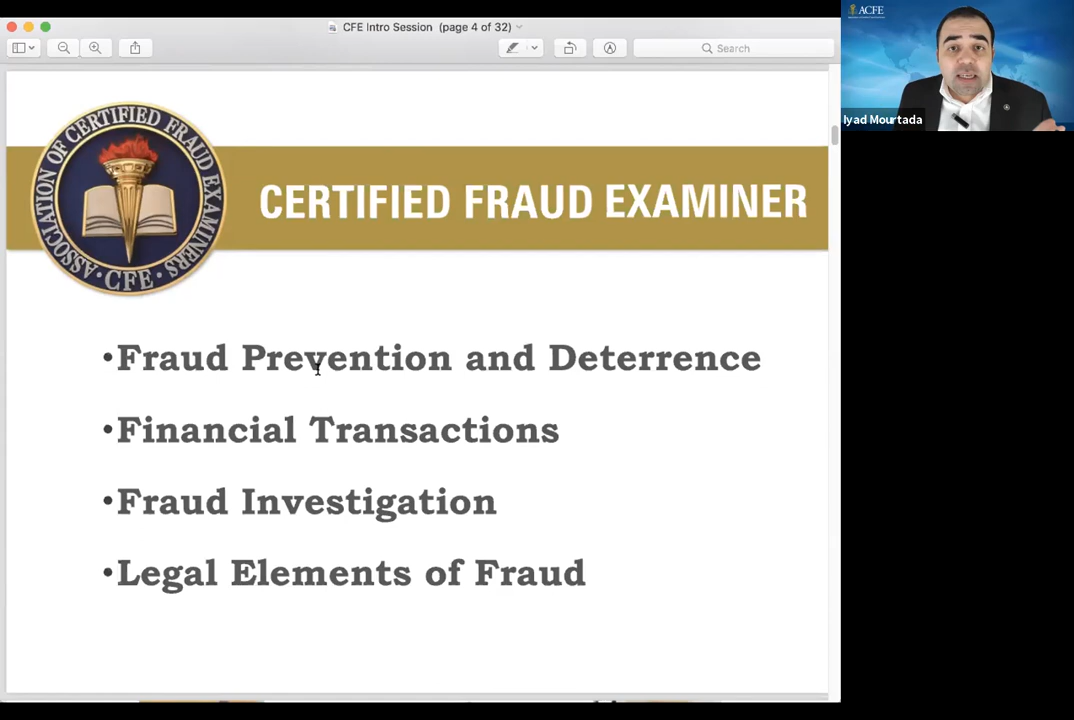 CFE Intro Session (page 4 of 32)
Search
ACFE
Iyad Mourtada
ASSOCIATION OF CERTIFIED FRAUD EXAMINERS
CFE
CERTIFIED FRAUD EXAMINER
•Fraud Prevention and Deterrence
•Financial Transactions
•Fraud Investigation
•Legal Elements of Fraud